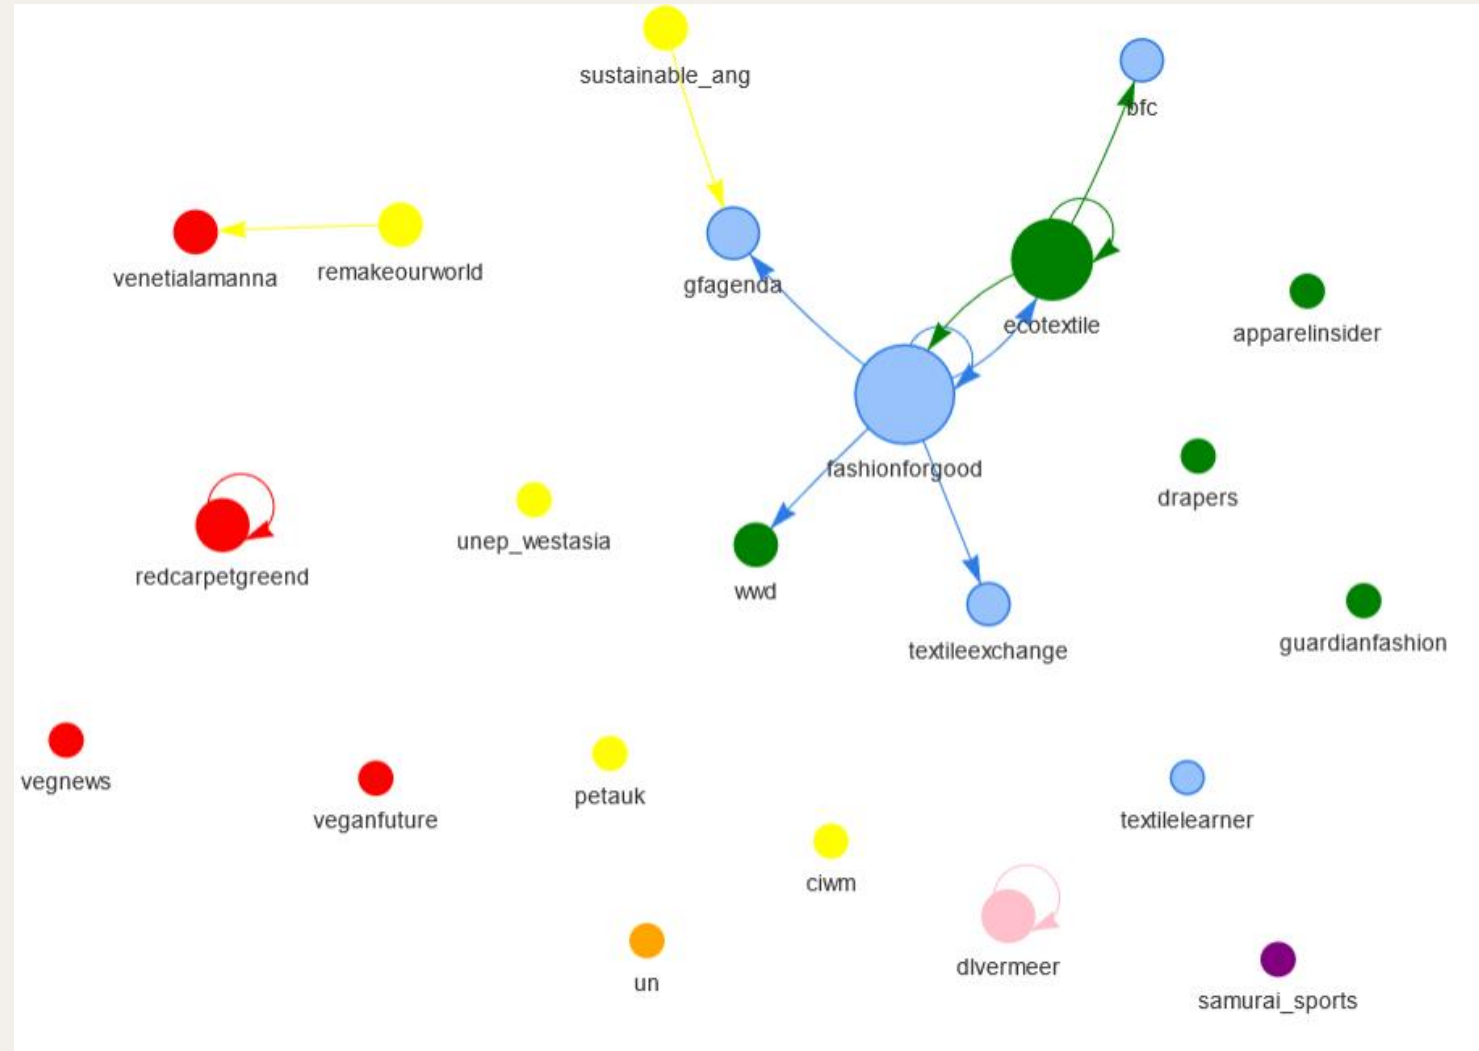 sustainable_ang
bfc
venetialamanna
remakeourworld
gfagenda
ecotextile
apparelinsider
fashionforgood
drapers
redcarpetgreend
unep_westasia
wwd
textileexchange
guardianfashion
vegnews
veganfuture
petauk
textilelearner
ciwm
un
dlvermeer
samurai_sports